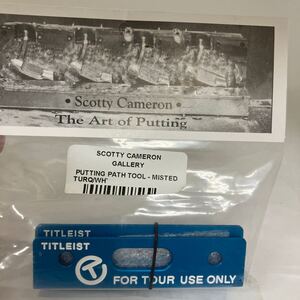 • Scotty Cameron •
The Art of Putting
SCOTTY CAMERON
GALLERY
PUTTING PATH TOOL - MISTED
TURQ/WH
TITLEIST
TITLEIST
FOR TOUR USE ONLY